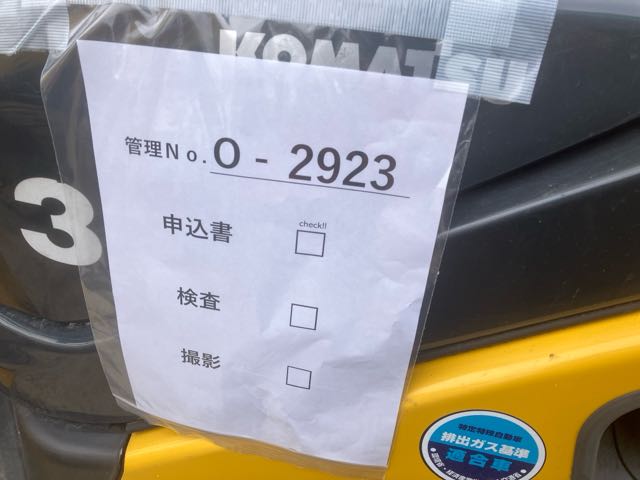 KOMATSU
管理No.O-2923
3
check!!
申込書
検査
撮影
特定特殊自動車
排出ガス基準
適合車